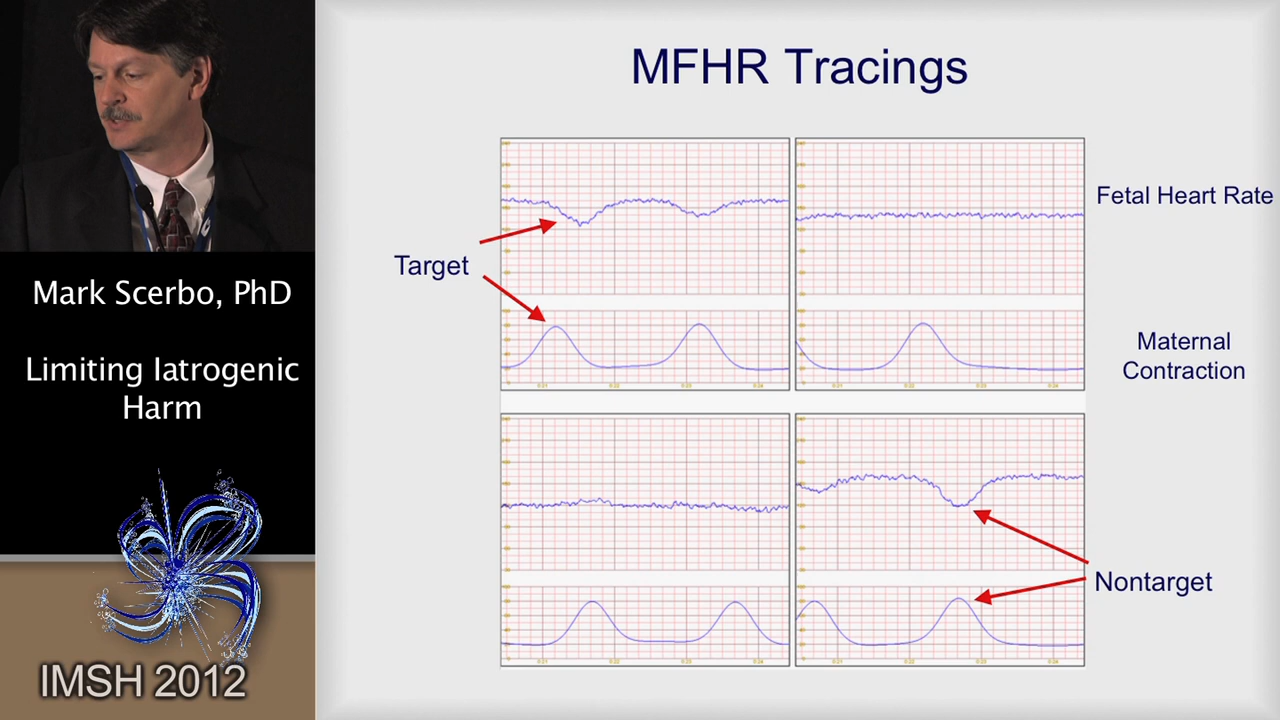 Mark Scerbo, PhD
Limiting Iatrogenic
Harm
IMSH 2012
MFHR Tracings
Fetal Heart Rate
Target
Maternal
Contraction
Nontarget